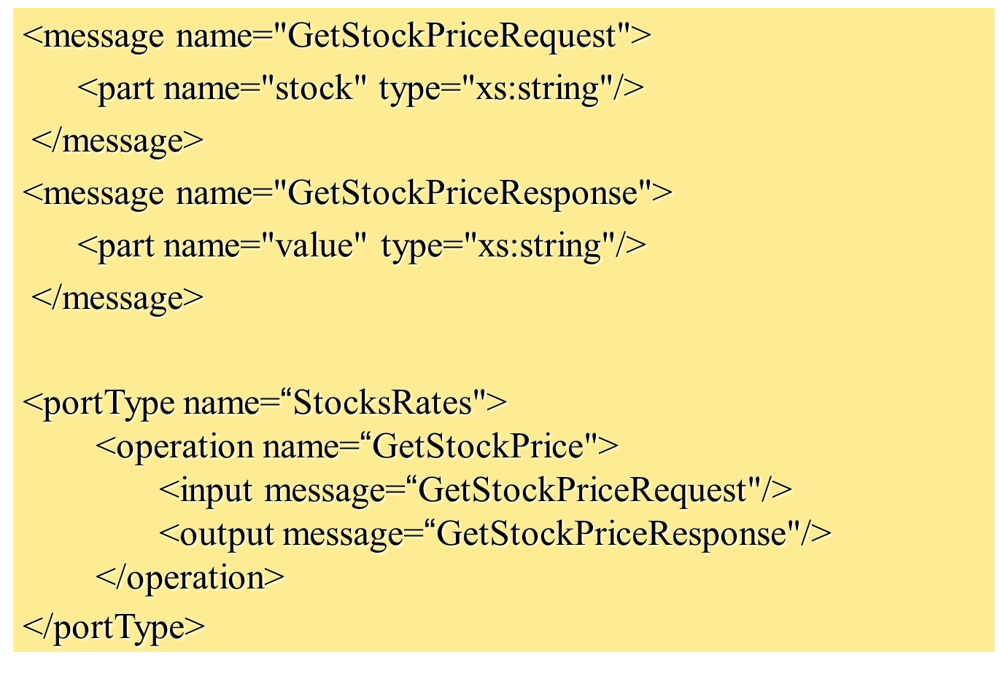 <message name="GetStockPriceRequest">
<part name="stock" type="xs:string"/>
</message>
<message name="GetStockPriceResponse">
<part name="value" type="xs:string"/>
</message>
<portType name=“StocksRates">
<operation name=“GetStockPrice">
<input message=“GetStockPriceRequest"/>
<output message=“GetStockPriceResponse"/>
</operation>
</portType>